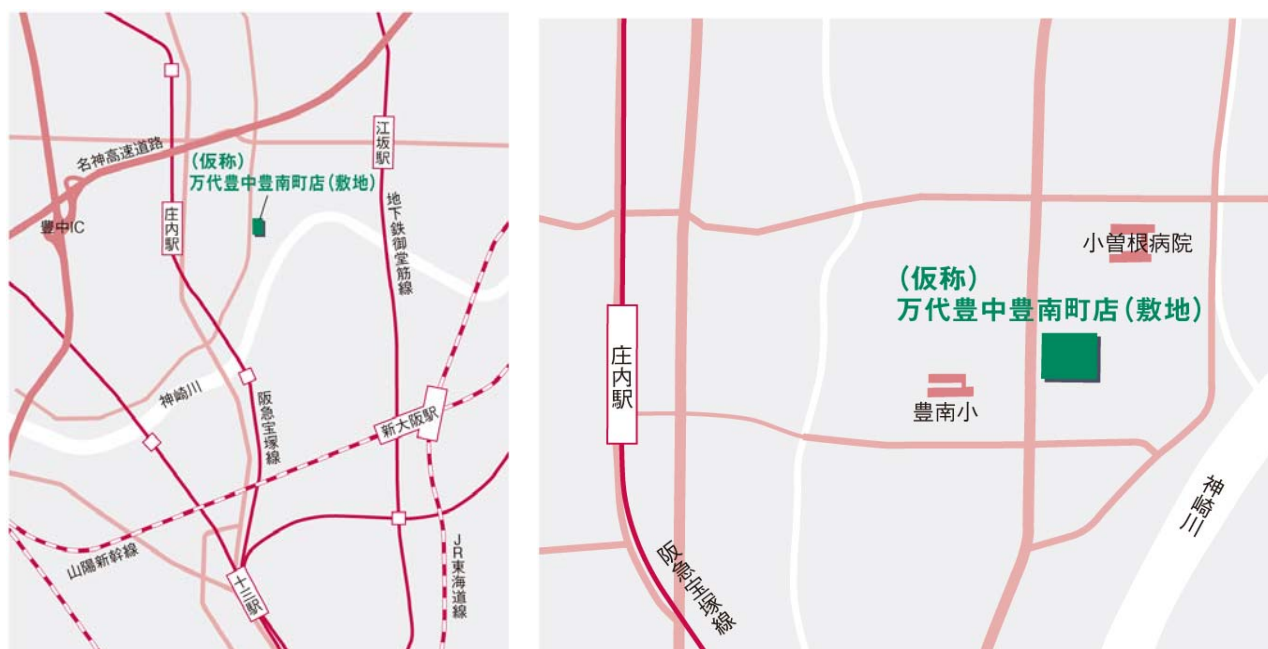 名神高速道路
(仮称)
万代豊中豊南町店(敷地)
江坂駅
豊中IC
庄内駅
地下鉄御堂筋線
神崎川
阪急宝塚線
新大阪駅
山陽新幹線
十三駅
JR東海道線
小曽根病院
(仮称)
万代豊中豊南町店(敷地)
庄内駅
豊南小
神崎川
阪急宝塚線